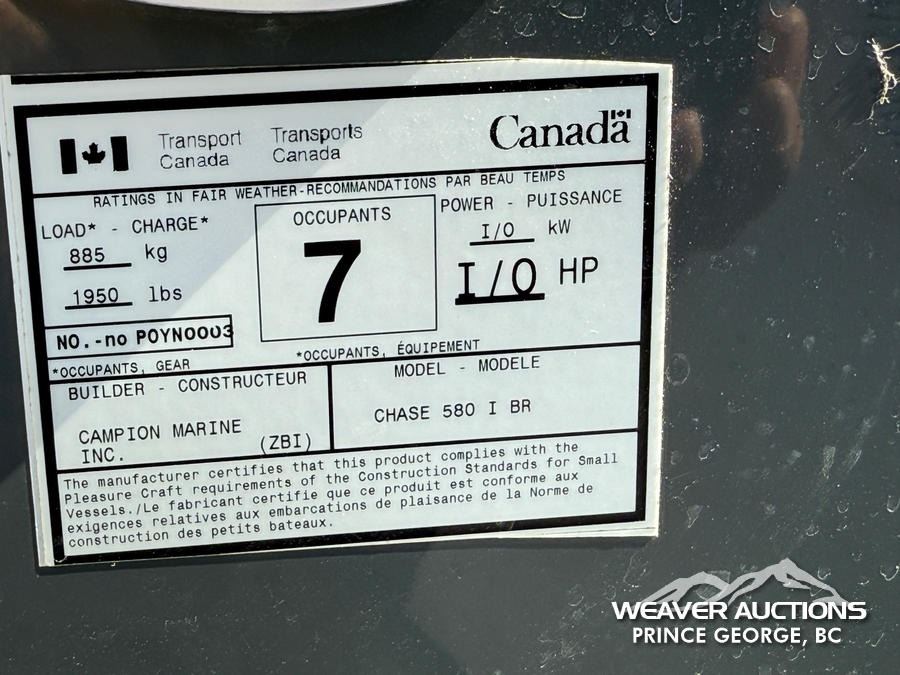 Transport Canada
Transports Canada
Canada
RATINGS IN FAIR WEATHER-RECOMMANDATIONS PAR BEAU TEMPS
LOAD* - CHARGE*
885 kg
1950 lbs
OCCUPANTS
7
POWER - PUISSANCE
I/O kW
I/O HP
NO.-no POYN0003
*OCCUPANTS, GEAR
*OCCUPANTS, ÉQUIPEMENT
BUILDER - CONSTRUCTEUR
CAMPION MARINE
INC. (ZBI)
MODEL - MODELE
CHASE 580 I BR
The manufacturer certifies that this product complies with the
Pleasure Craft requirements of the Construction Standards for Small
Vessels./Le fabricant certifie que ce produit est conforme aux
exigences relatives aux embarcations de plaisance de la Norme de
construction des petits bateaux.
WEAVER AUCTIONS
PRINCE GEORGE, BC